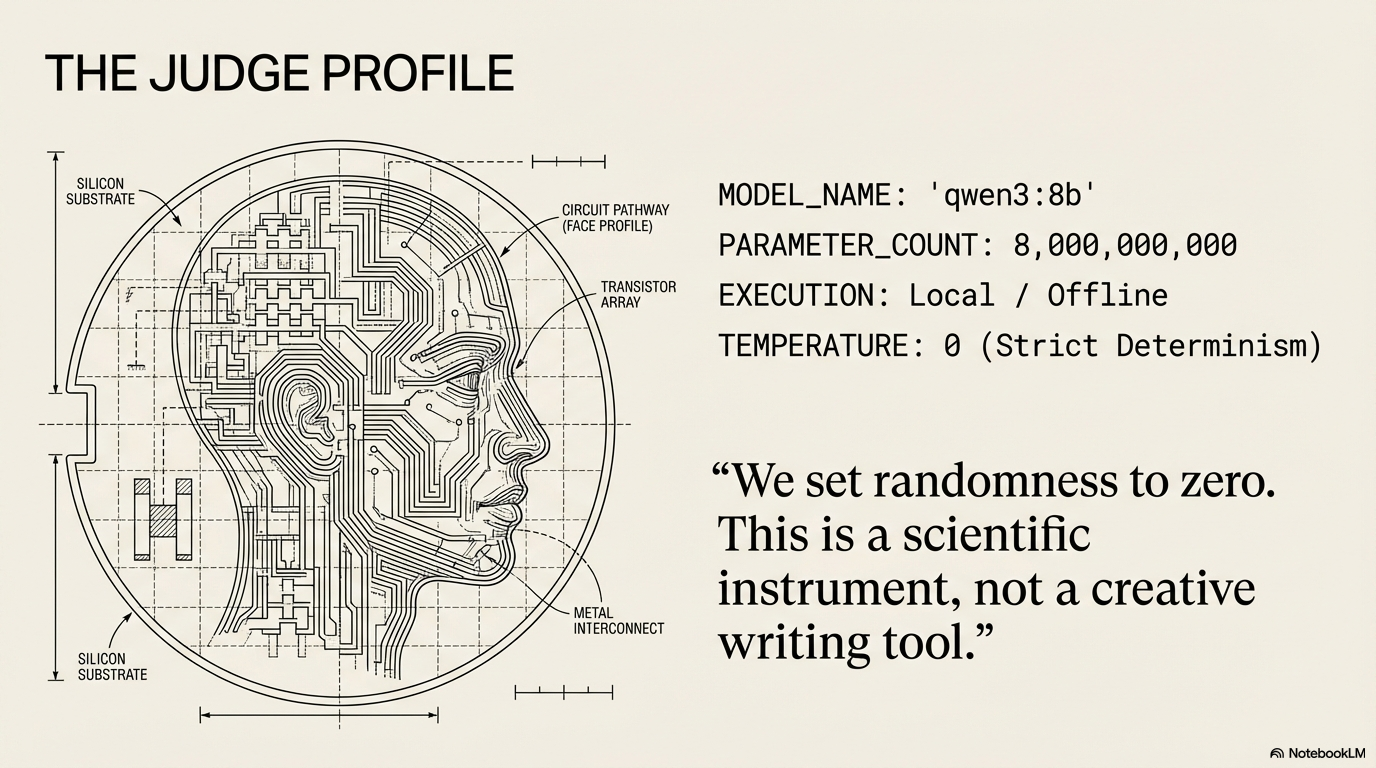 THE JUDGE PROFILE
SILICON
SUBSTRATE
CIRCUIT PATHWAY
(FACE PROFILE)
TRANSISTOR
ARRAY
METAL
INTERCONNECT
SILICON
SUBSTRATE
MODEL_NAME: 'qwen3:8b'
PARAMETER_COUNT: 8,000,000,000
EXECUTION: Local / Offline
TEMPERATURE: 0 (Strict Determinism)
“We set randomness to zero.
This is a scientific
instrument, not a creative
writing tool.”
NotebookLM